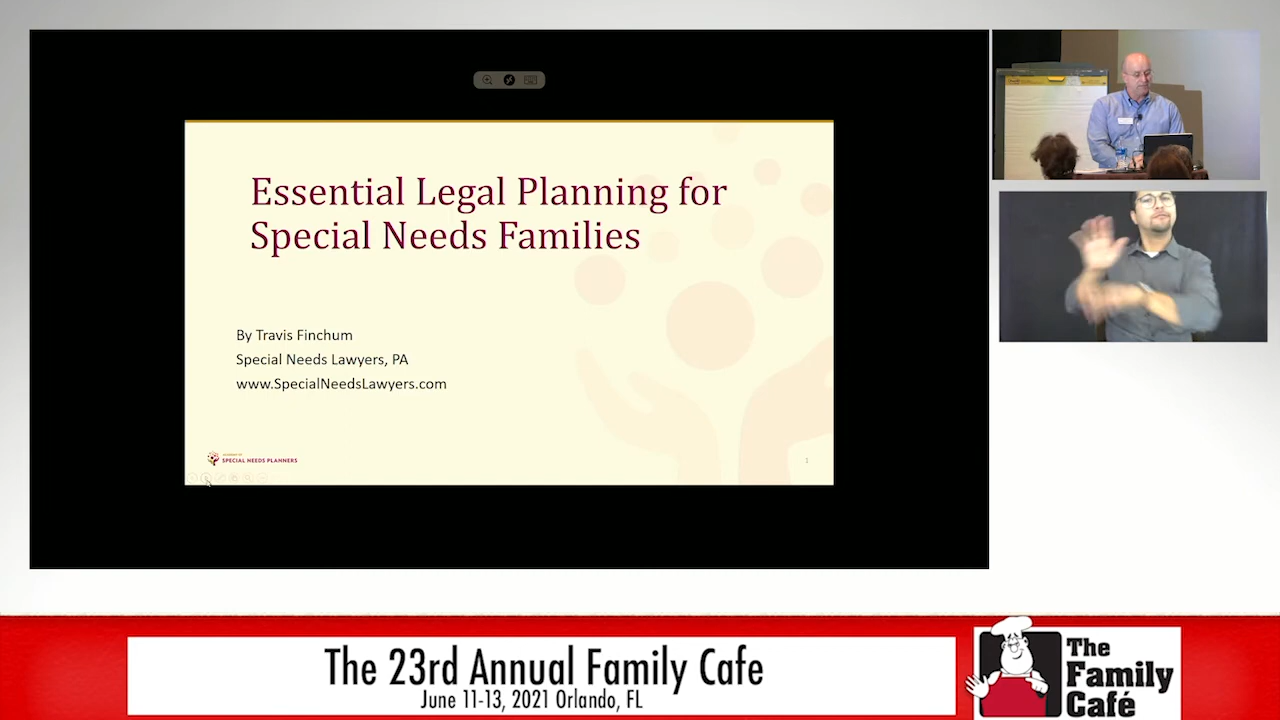 Essential Legal Planning for
Special Needs Families
By Travis Finchum
Special Needs Lawyers, PA
www.SpecialNeedsLawyers.com
SPECIAL NEEDS PLANNERS
1
The 23rd Annual Family Cafe
June 11-13, 2021 Orlando, FL
The
Family
Café